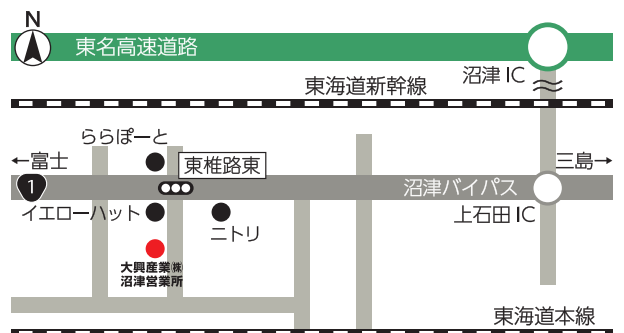 N
東名高速道路
沼津 IC
東海道新幹線
ららぽーと
東椎路東
←富士
三島→
1
沼津バイパス
イエローハット
ニトリ
上石田 IC
大興産業㈱
沼津営業所
東海道本線